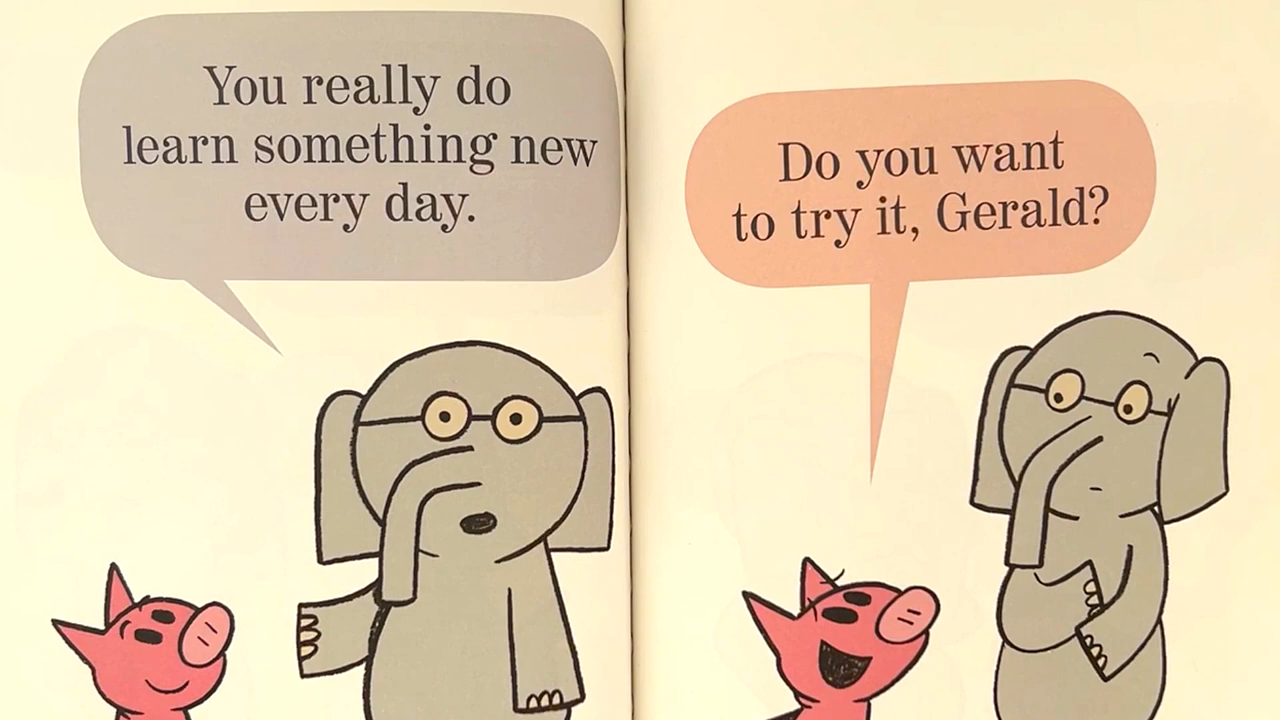 You really do
learn something new
every day.
Do you want
to try it, Gerald?